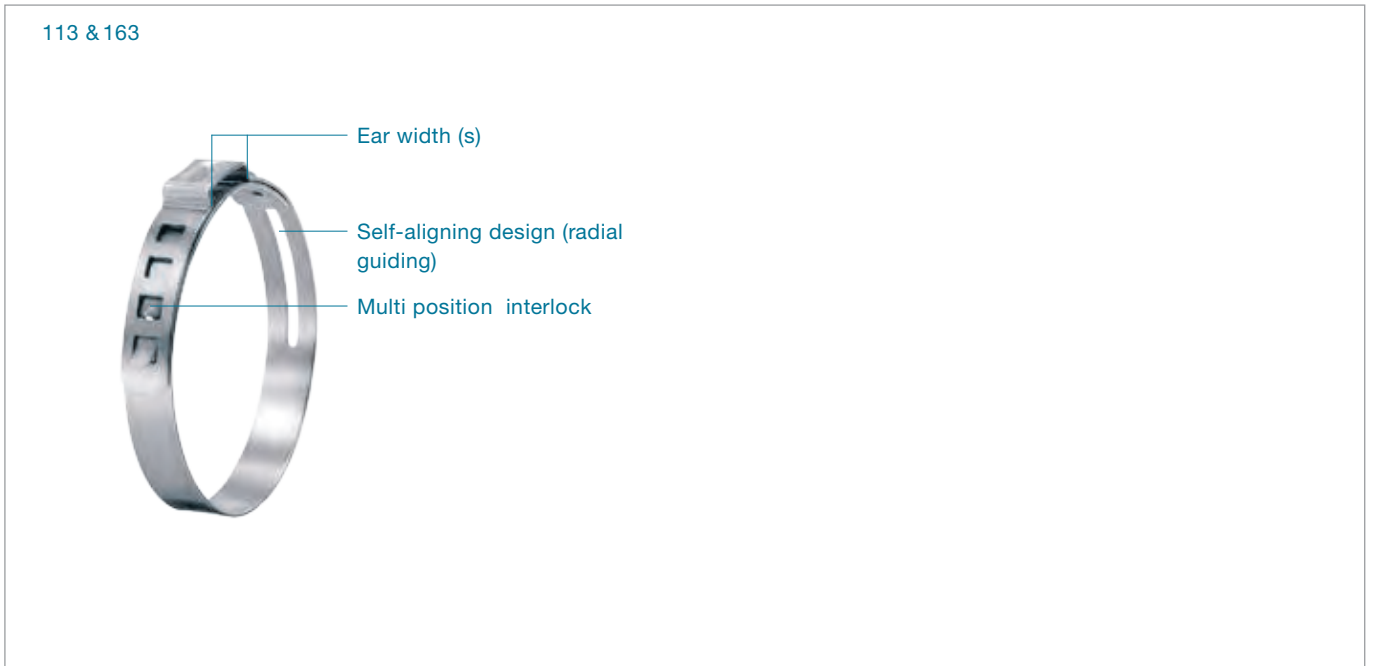 113 & 163
Ear width (s)
Self-aligning design (radial
guiding)
Multi position interlock